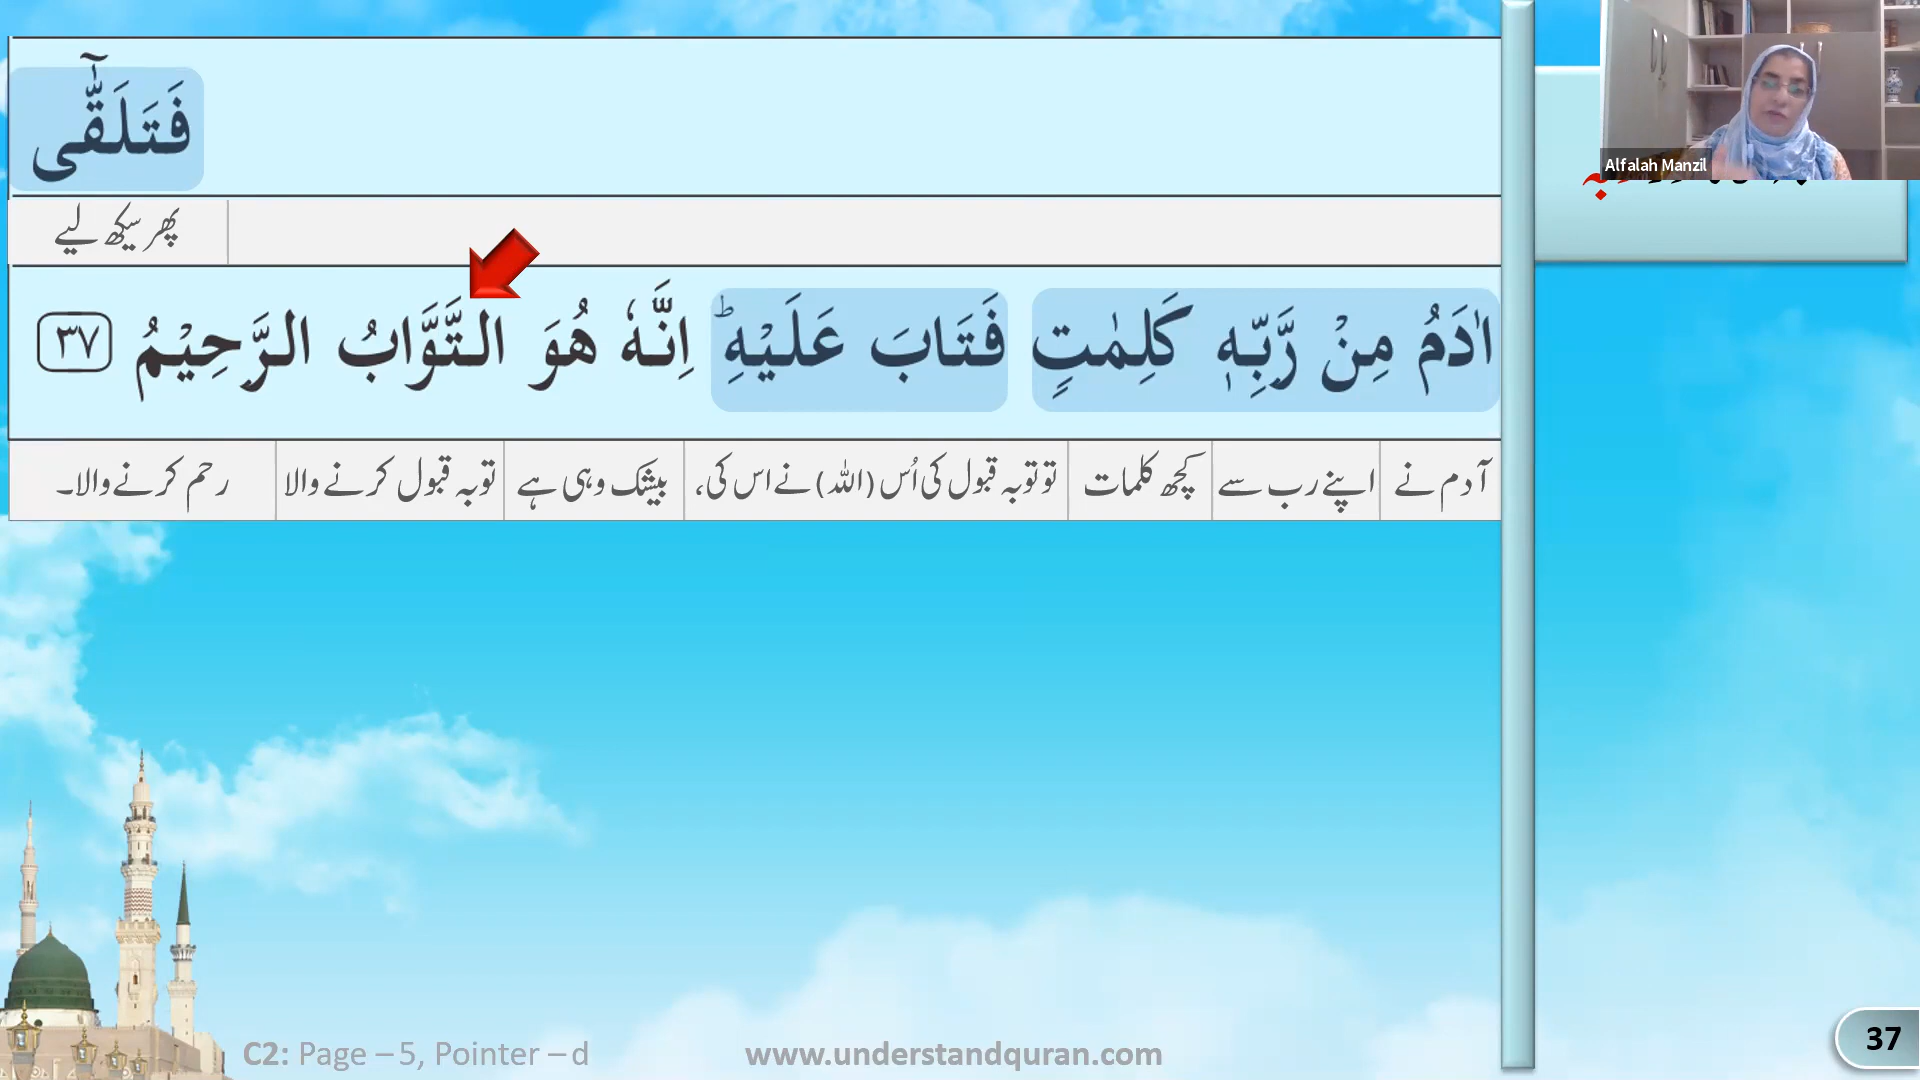 فَتَلَقّٰٓى
پھر سیکھ لیے
اٰدَمُ مِنْ رَّبِّهٖ كَلِمٰتٍ فَتَابَ عَلَيْهِ ؕ اِنَّهٗ هُوَ التَّوَّابُ الرَّحِيْمُ ۳۷
آدم نے اپنے رب سے کچھ کلمات تو توبہ قبول کی اُس (اللہ) نے اس کی، بیشک وہی ہے توبہ قبول کرنے والا رحم کرنے والا۔
Alfalah Manzil
C2: Page – 5, Pointer – d
www.understandquran.com
37